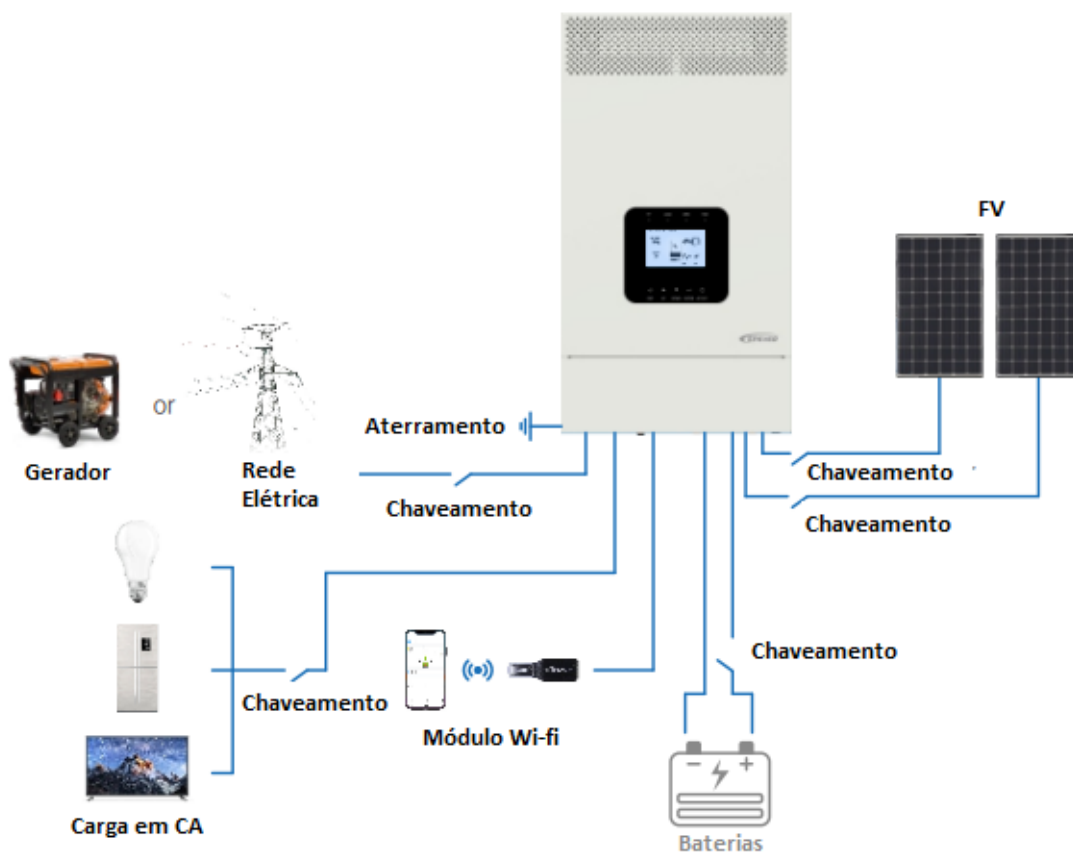 FV
Aterramento
or
Gerador
Rede
Elétrica
Chaveamento
Chaveamento
Chaveamento
Chaveamento
Chaveamento
Módulo Wi-fi
Carga em CA
− +
Baterias